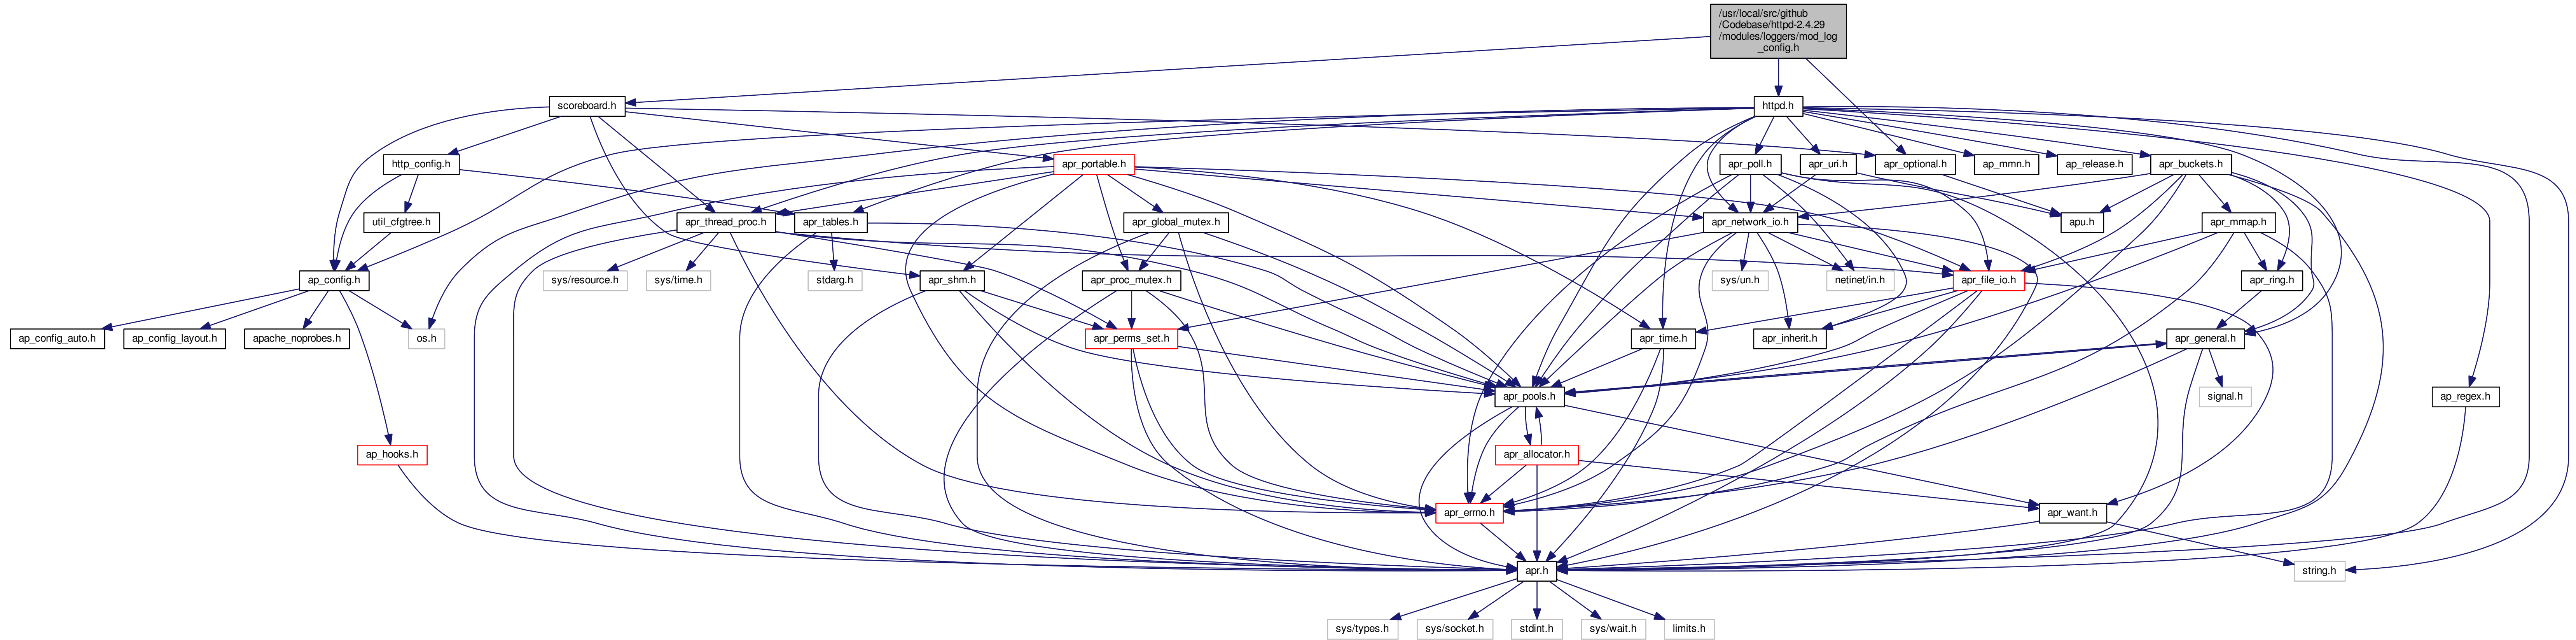 /usr/local/src/github
/Codebase/httpd-2.4.29
/modules/loggers/mod_log
_config.h
scoreboard.h
httpd.h
http_config.h
apr_portable.h
apr_poll.h
apr_uri.h
apr_optional.h
ap_mmn.h
ap_release.h
apr_buckets.h
util_cfgtree.h
apr_thread_proc.h
apr_tables.h
apr_global_mutex.h
apr_network_io.h
apu.h
apr_mmap.h
ap_config.h
sys/resource.h
sys/time.h
stdarg.h
apr_shm.h
apr_proc_mutex.h
sys/un.h
netinet/in.h
apr_file_io.h
apr_ring.h
ap_config_auto.h
ap_config_layout.h
apache_noprobes.h
os.h
apr_perms_set.h
apr_time.h
apr_inherit.h
apr_general.h
apr_pools.h
signal.h
ap_regex.h
ap_hooks.h
apr_allocator.h
apr_errno.h
apr_want.h
apr.h
string.h
sys/types.h
sys/socket.h
stdint.h
sys/wait.h
limits.h